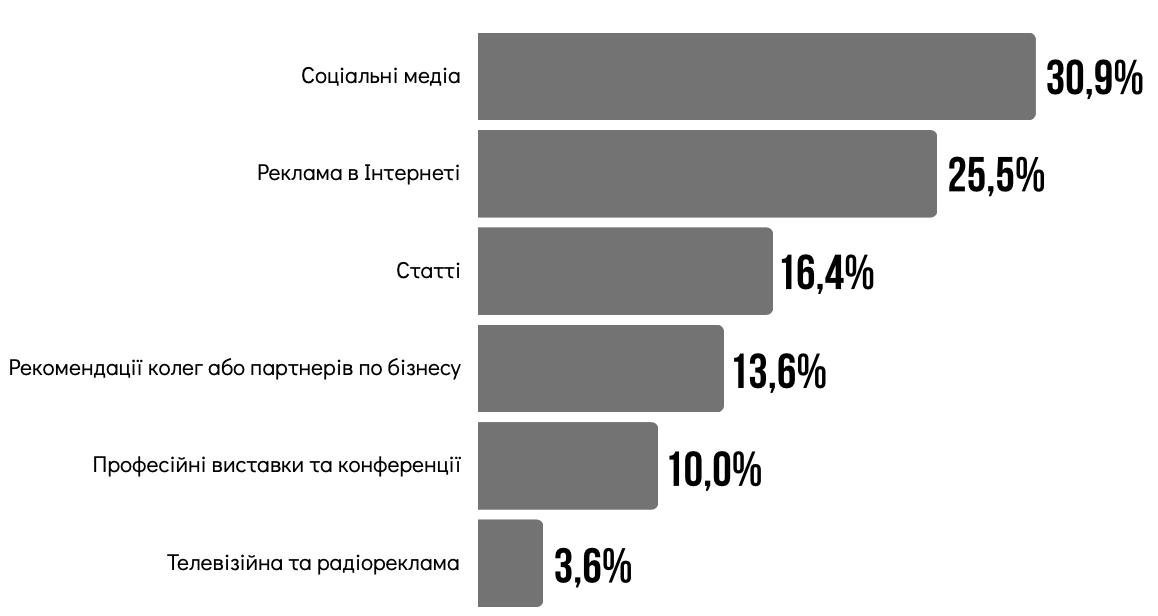 Соціальні медіа 30,9%
Реклама в Інтернеті 25,5%
Статті 16,4%
Рекомендації колег або партнерів по бізнесу 13,6%
Професійні виставки та конференції 10,0%
Телевізійна та радіореклама 3,6%